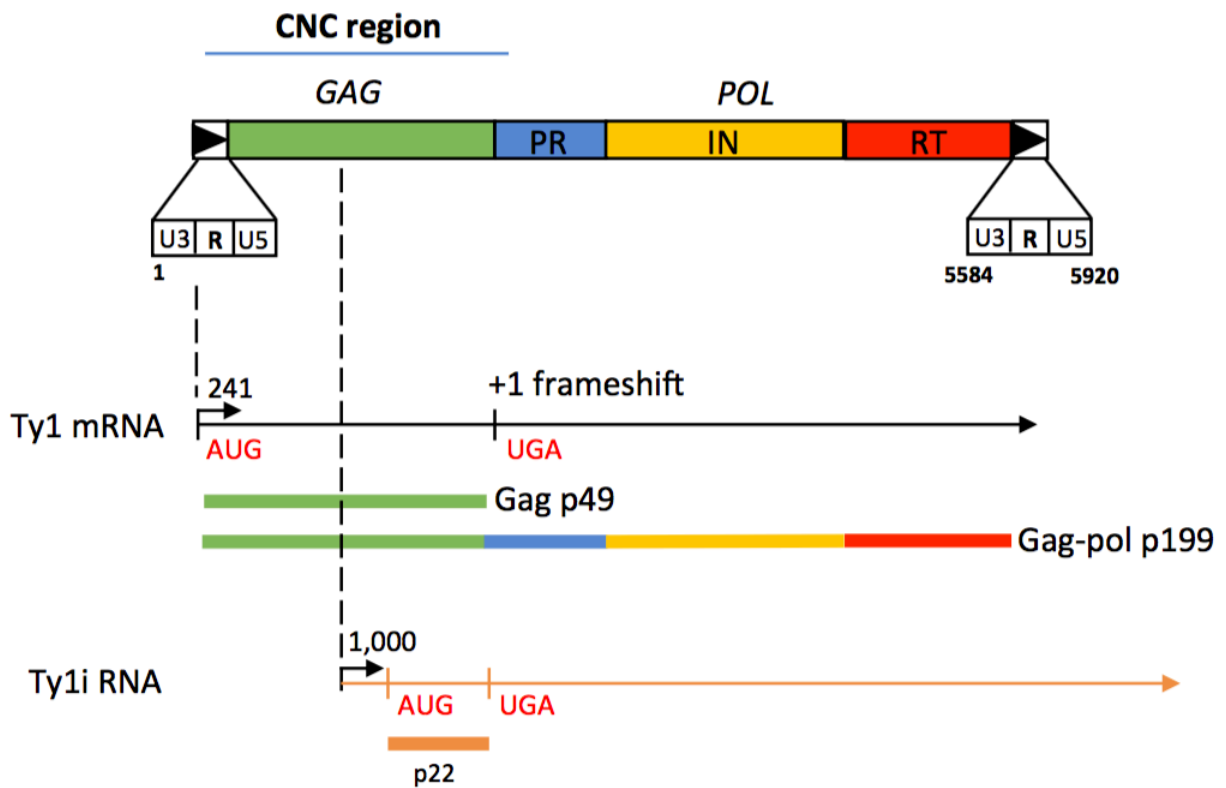 CNC region
GAG POL
PR IN RT
U3 R U5 U3 R U5
1 5584 5920
241 +1 frameshift
Ty1 mRNA
AUG UGA
Gag p49
Gag-pol p199
1,000
Ty1i RNA
AUG UGA
p22